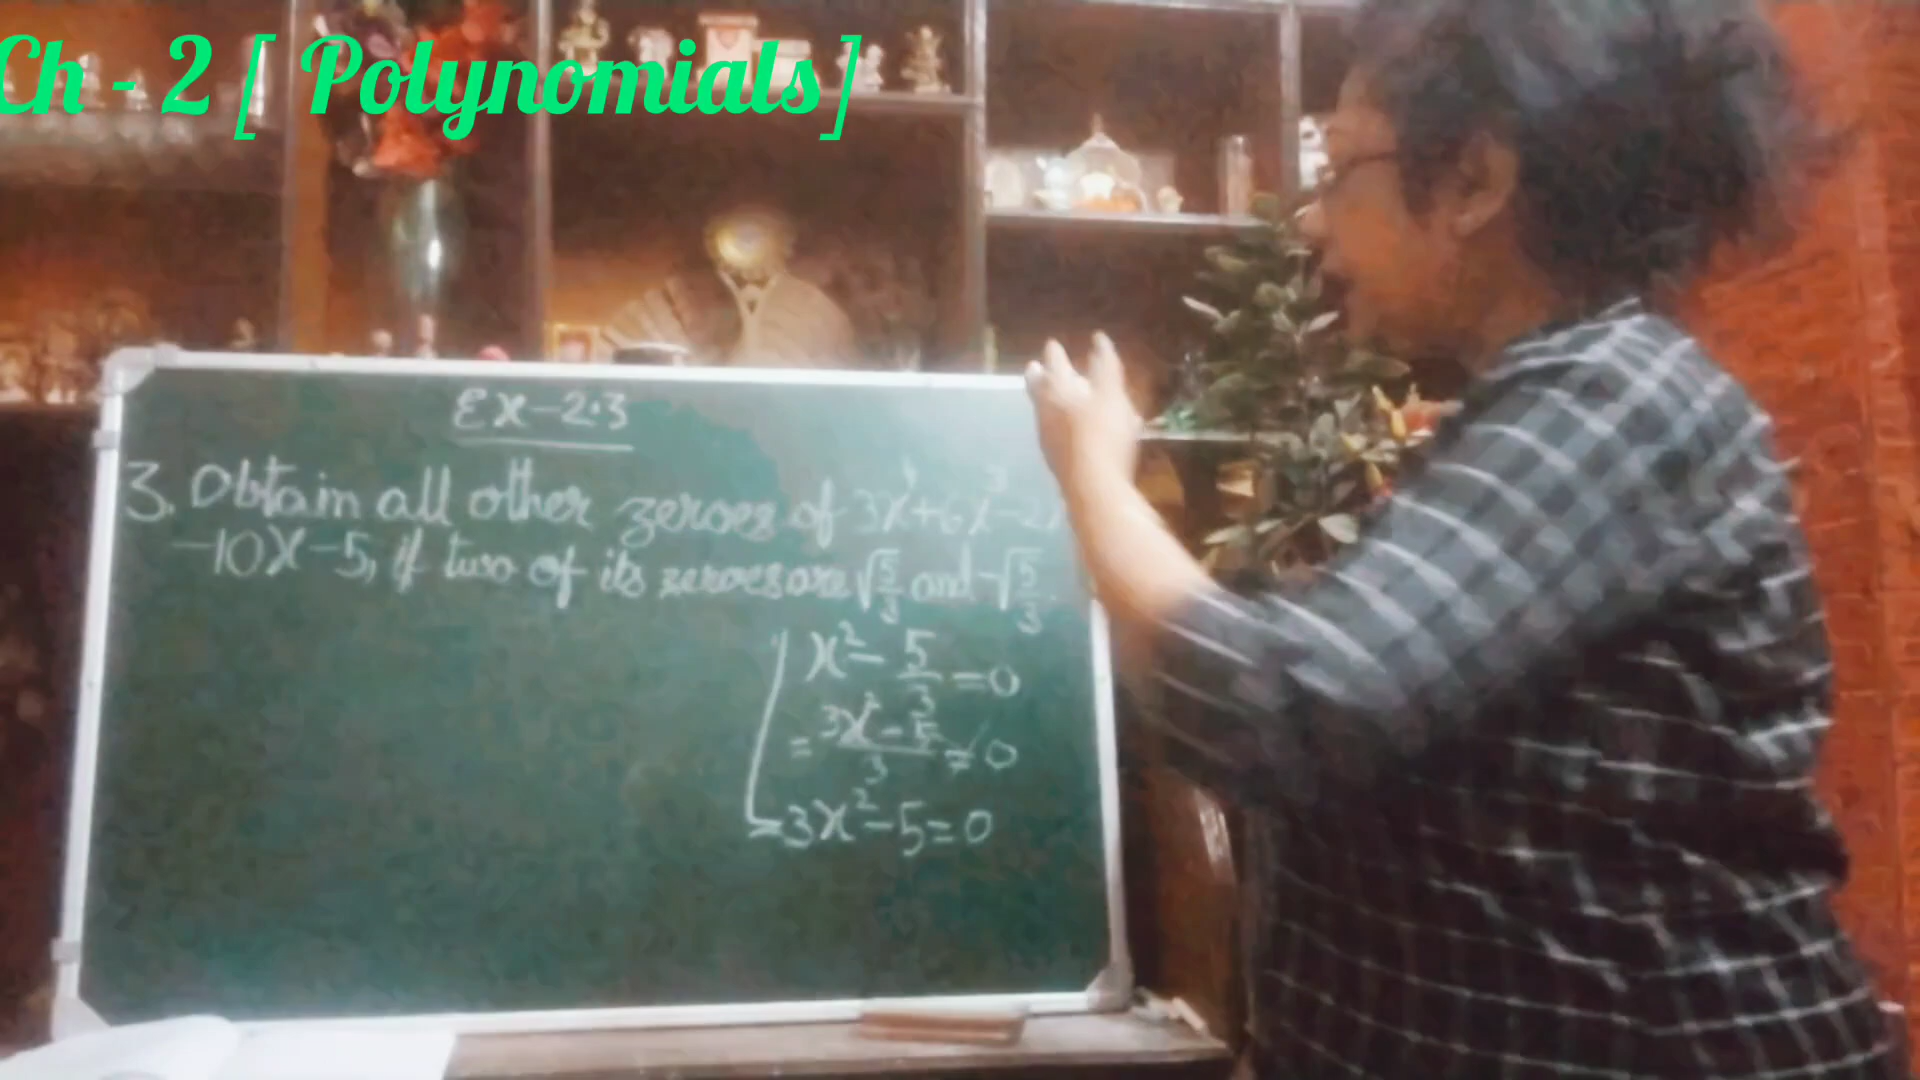 Ch - 2 [ Polynomials]
Ex-2.3
3. Obtain all other zeroes of 3x⁴+6x³-2x
-10x-5, if two of its zeroes are √5/3 and -√5/3.
x²- 5/3 =0
= 3x²-5/3 = 0
=3x²-5=0